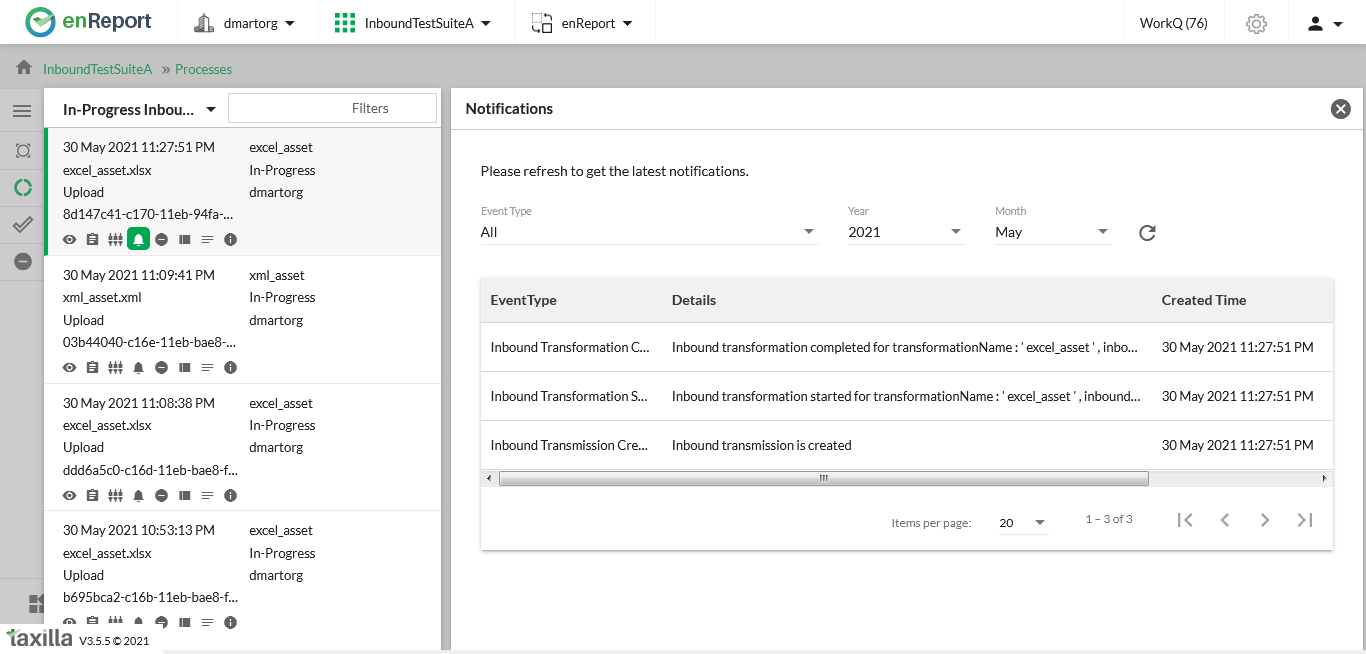 enReport dmartorg InboundTestSuiteA enReport WorkQ (76)
InboundTestSuiteA » Processes
In-Progress Inbou... Filters
30 May 2021 11:27:51 PM excel_asset
excel_asset.xlsx In-Progress
Upload dmartorg
8d147c41-c170-11eb-94fa-...
30 May 2021 11:09:41 PM xml_asset
xml_asset.xml In-Progress
Upload dmartorg
03b44040-c16e-11eb-bae8-...
30 May 2021 11:08:38 PM excel_asset
excel_asset.xlsx In-Progress
Upload dmartorg
ddd6a5c0-c16d-11eb-bae8-f...
30 May 2021 10:53:13 PM excel_asset
excel_asset.xlsx In-Progress
Upload dmartorg
b695bca2-c16b-11eb-bae8-f...
taxilla V3.5.5 © 2021
Notifications
Please refresh to get the latest notifications.
Event Type Year Month
All 2021 May
EventType Details Created Time
Inbound Transformation C... Inbound transformation completed for transformationName : ' excel_asset ' , inbo... 30 May 2021 11:27:51 PM
Inbound Transformation S... Inbound transformation started for transformationName : ' excel_asset ' , inbound... 30 May 2021 11:27:51 PM
Inbound Transmission Cre... Inbound transmission is created 30 May 2021 11:27:51 PM
Items per page: 20 1 – 3 of 3